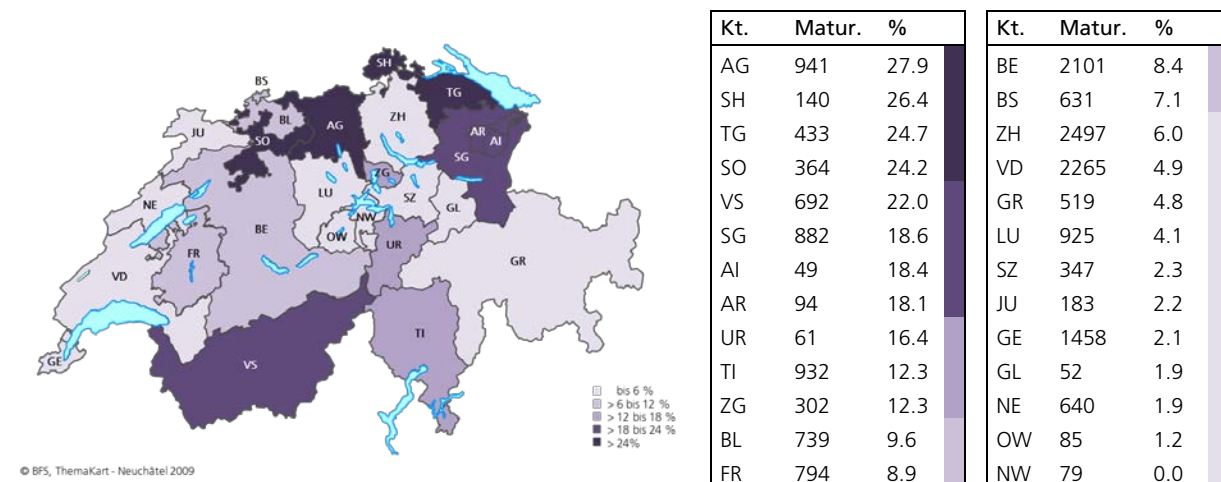 SH
BS
TG
BL
AG
ZH
JU
SO
AR
AI
SG
ZG
LU
SZ
NE
NW
GL
BE
OW
UR
FR
GR
VD
TI
GE
VS
bis 6 %
> 6 bis 12 %
> 12 bis 18 %
> 18 bis 24 %
> 24%
© BFS, ThemaKart - Neuchâtel 2009
Kt. Matur. %
AG 941 27.9
SH 140 26.4
TG 433 24.7
SO 364 24.2
VS 692 22.0
SG 882 18.6
AI 49 18.4
AR 94 18.1
UR 61 16.4
TI 932 12.3
ZG 302 12.3
BL 739 9.6
FR 794 8.9
Kt. Matur. %
BE 2101 8.4
BS 631 7.1
ZH 2497 6.0
VD 2265 4.9
GR 519 4.8
LU 925 4.1
SZ 347 2.3
JU 183 2.2
GE 1458 2.1
GL 52 1.9
NE 640 1.9
OW 85 1.2
NW 79 0.0